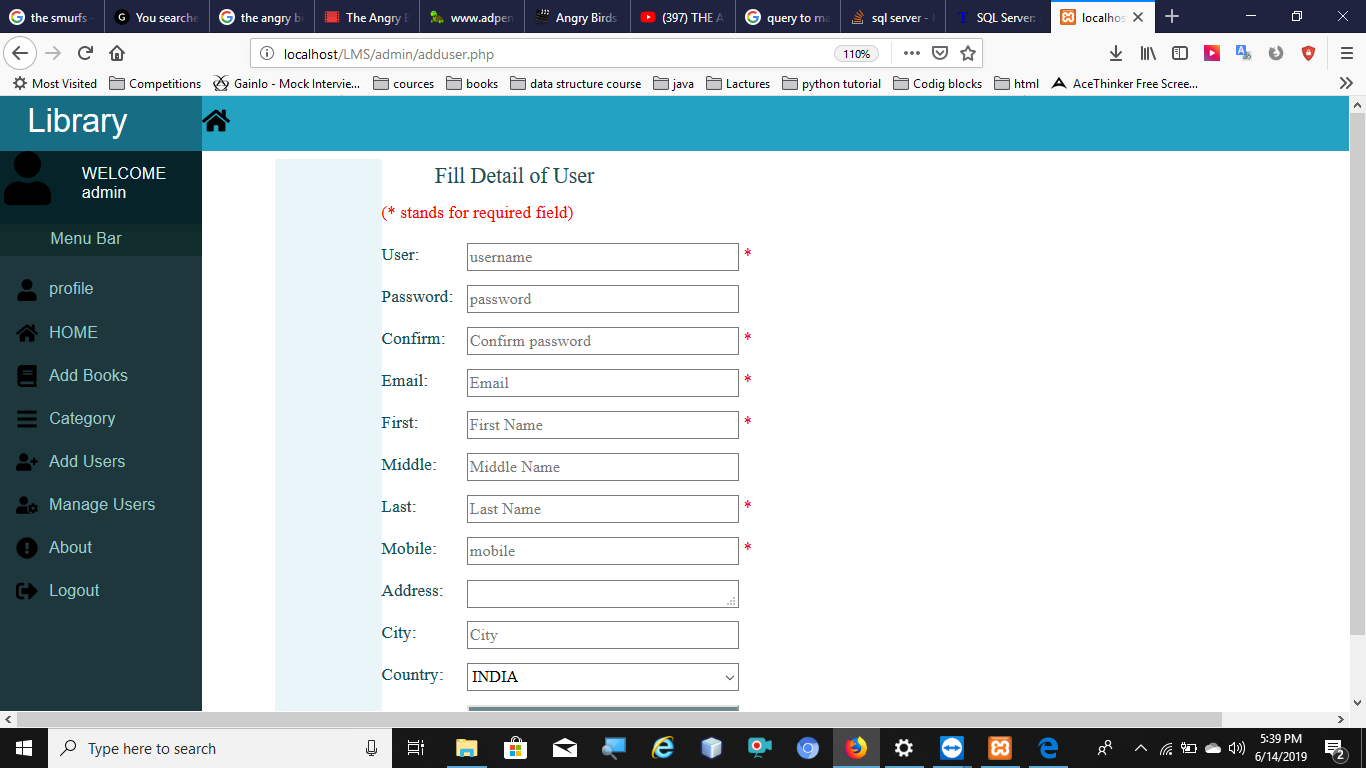 the smurfs -
You searche
the angry bi
The Angry B
www.adpen
Angry Birds
(397) THE A
query to ma
sql server -
SQL Server:
localhos
localhost/LMS/admin/adduser.php
110%
Most Visited
Competitions
Gainlo - Mock Intervie...
cources
books
data structure course
java
Lactures
python tutorial
Codig blocks
html
AceThinker Free Scree...
Library
WELCOME
admin
Menu Bar
profile
HOME
Add Books
Category
Add Users
Manage Users
About
Logout
Fill Detail of User
(* stands for required field)
User: username *
Password: password
Confirm: Confirm password *
Email: Email *
First: First Name *
Middle: Middle Name
Last: Last Name *
Mobile: mobile *
Address:
City: City
Country: INDIA
Type here to search
5:39 PM
6/14/2019
2